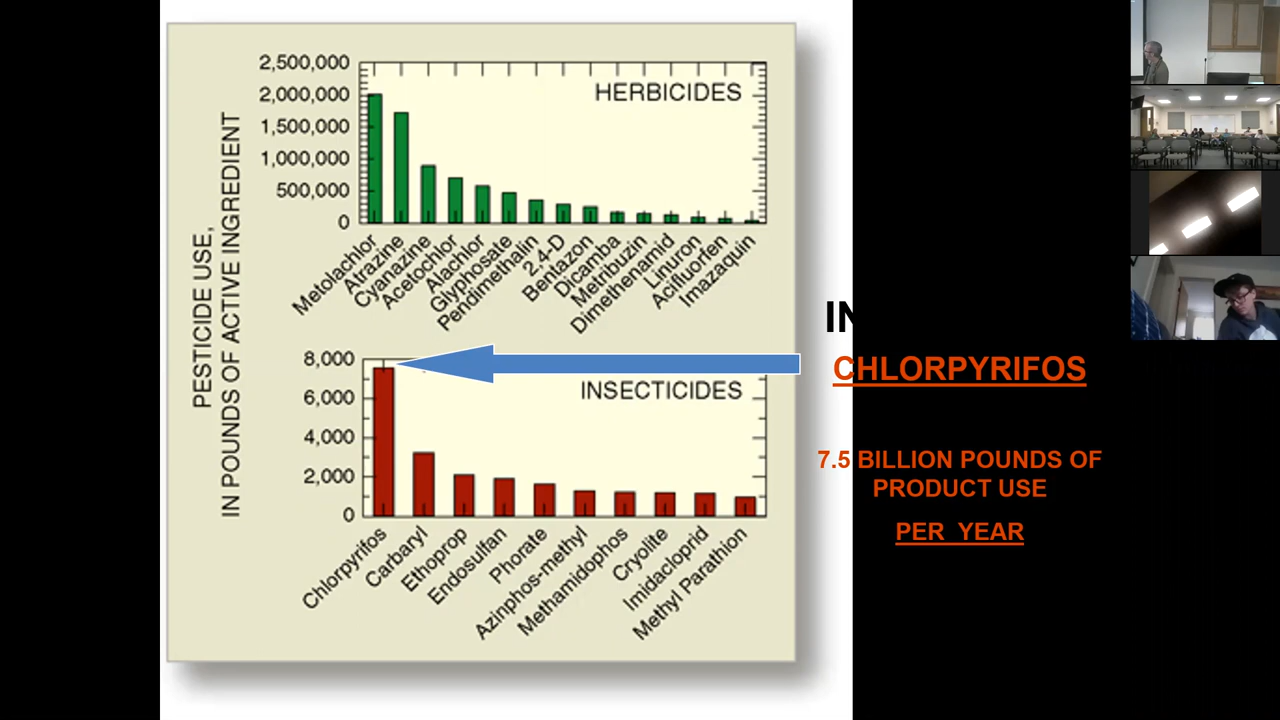 PESTICIDE USE,
IN POUNDS OF ACTIVE INGREDIENT
HERBICIDES
2,500,000
2,000,000
1,500,000
1,000,000
500,000
0
Metolachlor
Atrazine
Cyanazine
Acetochlor
Alachlor
Glyphosate
Pendimethalin
2,4-D
Bentazon
Dicamba
Metribuzin
Dimethenamid
Linuron
Acifluorfen
Imazaquin
INSECTICIDES
8,000
6,000
4,000
2,000
0
Chlorpyrifos
Carbaryl
Ethoprop
Endosulfan
Phorate
Azinphos-methyl
Methamidophos
Cryolite
Imidacloprid
Methyl Parathion
IN
CHLORPYRIFOS
7.5 BILLION POUNDS OF
PRODUCT USE
PER YEAR